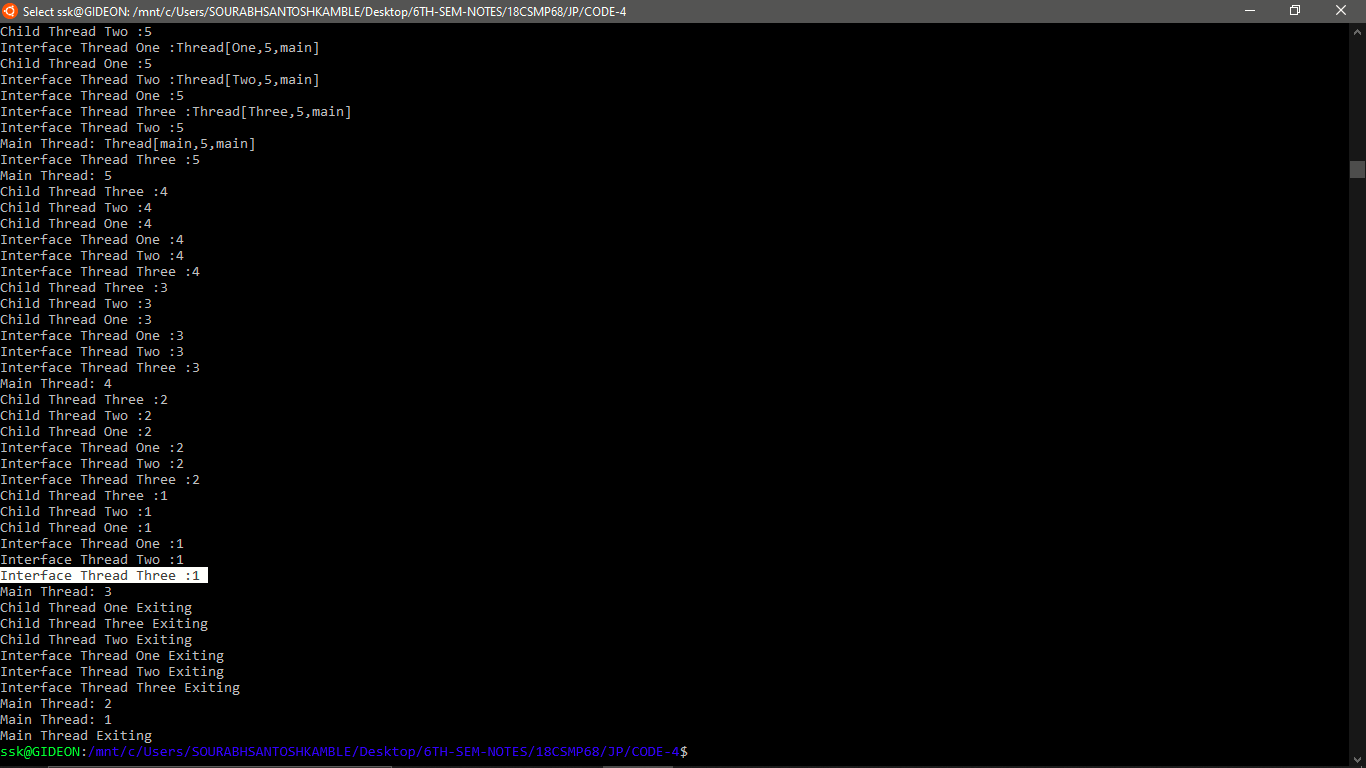 Select ssk@GIDEON: /mnt/c/Users/SOURABHSANTOSHKAMBLE/Desktop/6TH-SEM-NOTES/18CSMP68/JP/CODE-4
Child Thread Two :5
Interface Thread One :Thread[One,5,main]
Child Thread One :5
Interface Thread Two :Thread[Two,5,main]
Interface Thread One :5
Interface Thread Three :Thread[Three,5,main]
Interface Thread Two :5
Main Thread: Thread[main,5,main]
Interface Thread Three :5
Main Thread: 5
Child Thread Three :4
Child Thread Two :4
Child Thread One :4
Interface Thread One :4
Interface Thread Two :4
Interface Thread Three :4
Child Thread Three :3
Child Thread Two :3
Child Thread One :3
Interface Thread One :3
Interface Thread Two :3
Interface Thread Three :3
Main Thread: 4
Child Thread Three :2
Child Thread Two :2
Child Thread One :2
Interface Thread One :2
Interface Thread Two :2
Interface Thread Three :2
Child Thread Three :1
Child Thread Two :1
Child Thread One :1
Interface Thread One :1
Interface Thread Two :1
Interface Thread Three :1
Main Thread: 3
Child Thread One Exiting
Child Thread Three Exiting
Child Thread Two Exiting
Interface Thread One Exiting
Interface Thread Two Exiting
Interface Thread Three Exiting
Main Thread: 2
Main Thread: 1
Main Thread Exiting
ssk@GIDEON:/mnt/c/Users/SOURABHSANTOSHKAMBLE/Desktop/6TH-SEM-NOTES/18CSMP68/JP/CODE-4$